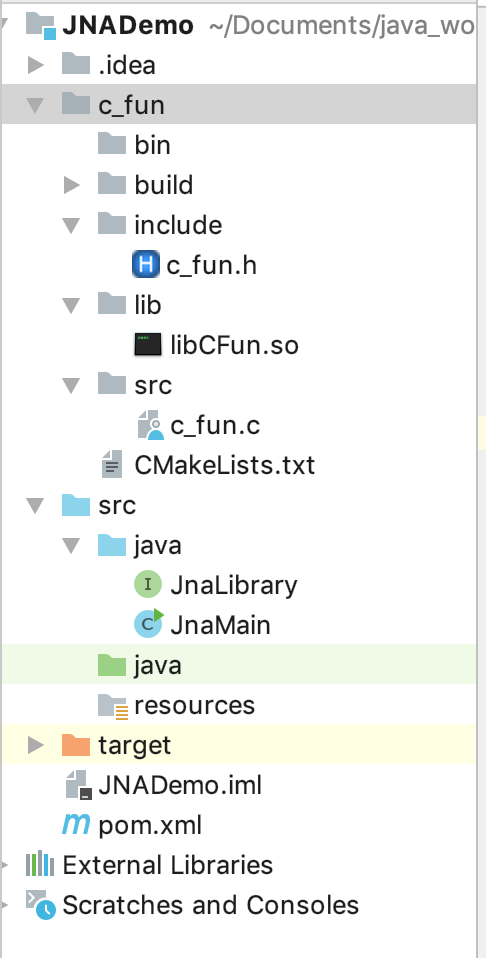 JNADemo ~/Documents/java_wo
.idea
c_fun
bin
build
include
H c_fun.h
lib
libCFun.so
src
c_fun.c
CMakeLists.txt
src
java
I JnaLibrary
C JnaMain
java
resources
target
JNADemo.iml
m pom.xml
External Libraries
Scratches and Consoles